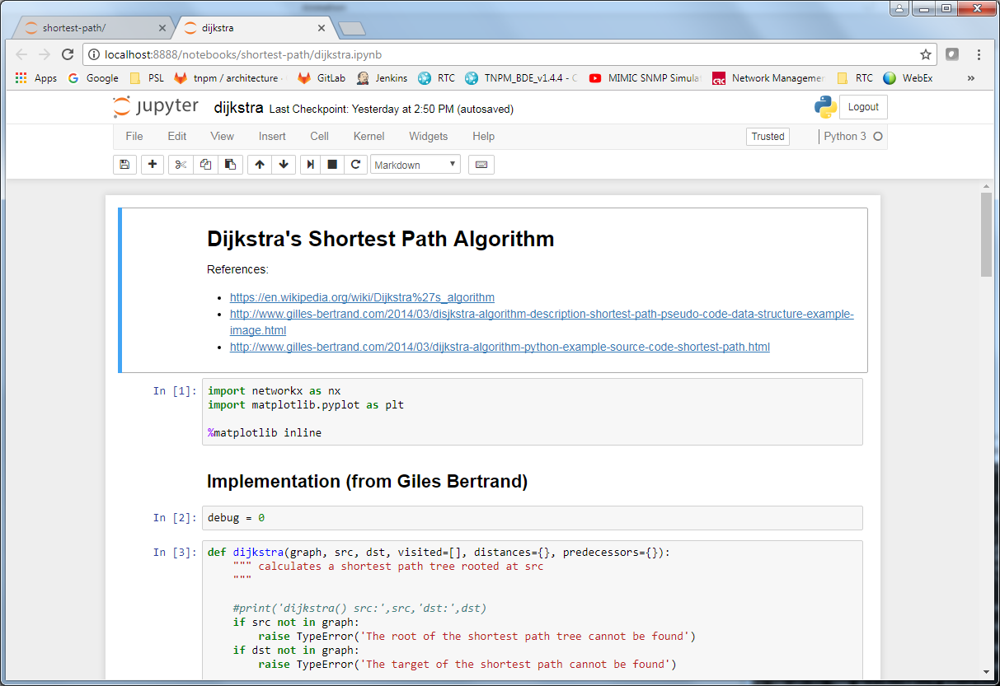 shortest-path/
dijkstra
localhost:8888/notebooks/shortest-path/dijkstra.ipynb
Apps Google PSL tnpm / architecture GitLab Jenkins RTC TNPM_BDE_v1.4.4 - MIMIC SNMP Simulat Network Managemen RTC WebEx »
jupyter dijkstra Last Checkpoint: Yesterday at 2:50 PM (autosaved) Logout
File Edit View Insert Cell Kernel Widgets Help Trusted Python 3
Markdown
Dijkstra's Shortest Path Algorithm
References:
• https://en.wikipedia.org/wiki/Dijkstra%27s_algorithm
• http://www.gilles-bertrand.com/2014/03/disjkstra-algorithm-description-shortest-path-pseudo-code-data-structure-example-
image.html
• http://www.gilles-bertrand.com/2014/03/dijkstra-algorithm-python-example-source-code-shortest-path.html
In [1]: import networkx as nx
import matplotlib.pyplot as plt
%matplotlib inline
Implementation (from Giles Bertrand)
In [2]: debug = 0
In [3]: def dijkstra(graph, src, dst, visited=[], distances={}, predecessors={}):
""" calculates a shortest path tree rooted at src
"""
#print('dijkstra() src:',src,'dst:',dst)
if src not in graph:
raise TypeError('The root of the shortest path tree cannot be found')
if dst not in graph:
raise TypeError('The target of the shortest path cannot be found')